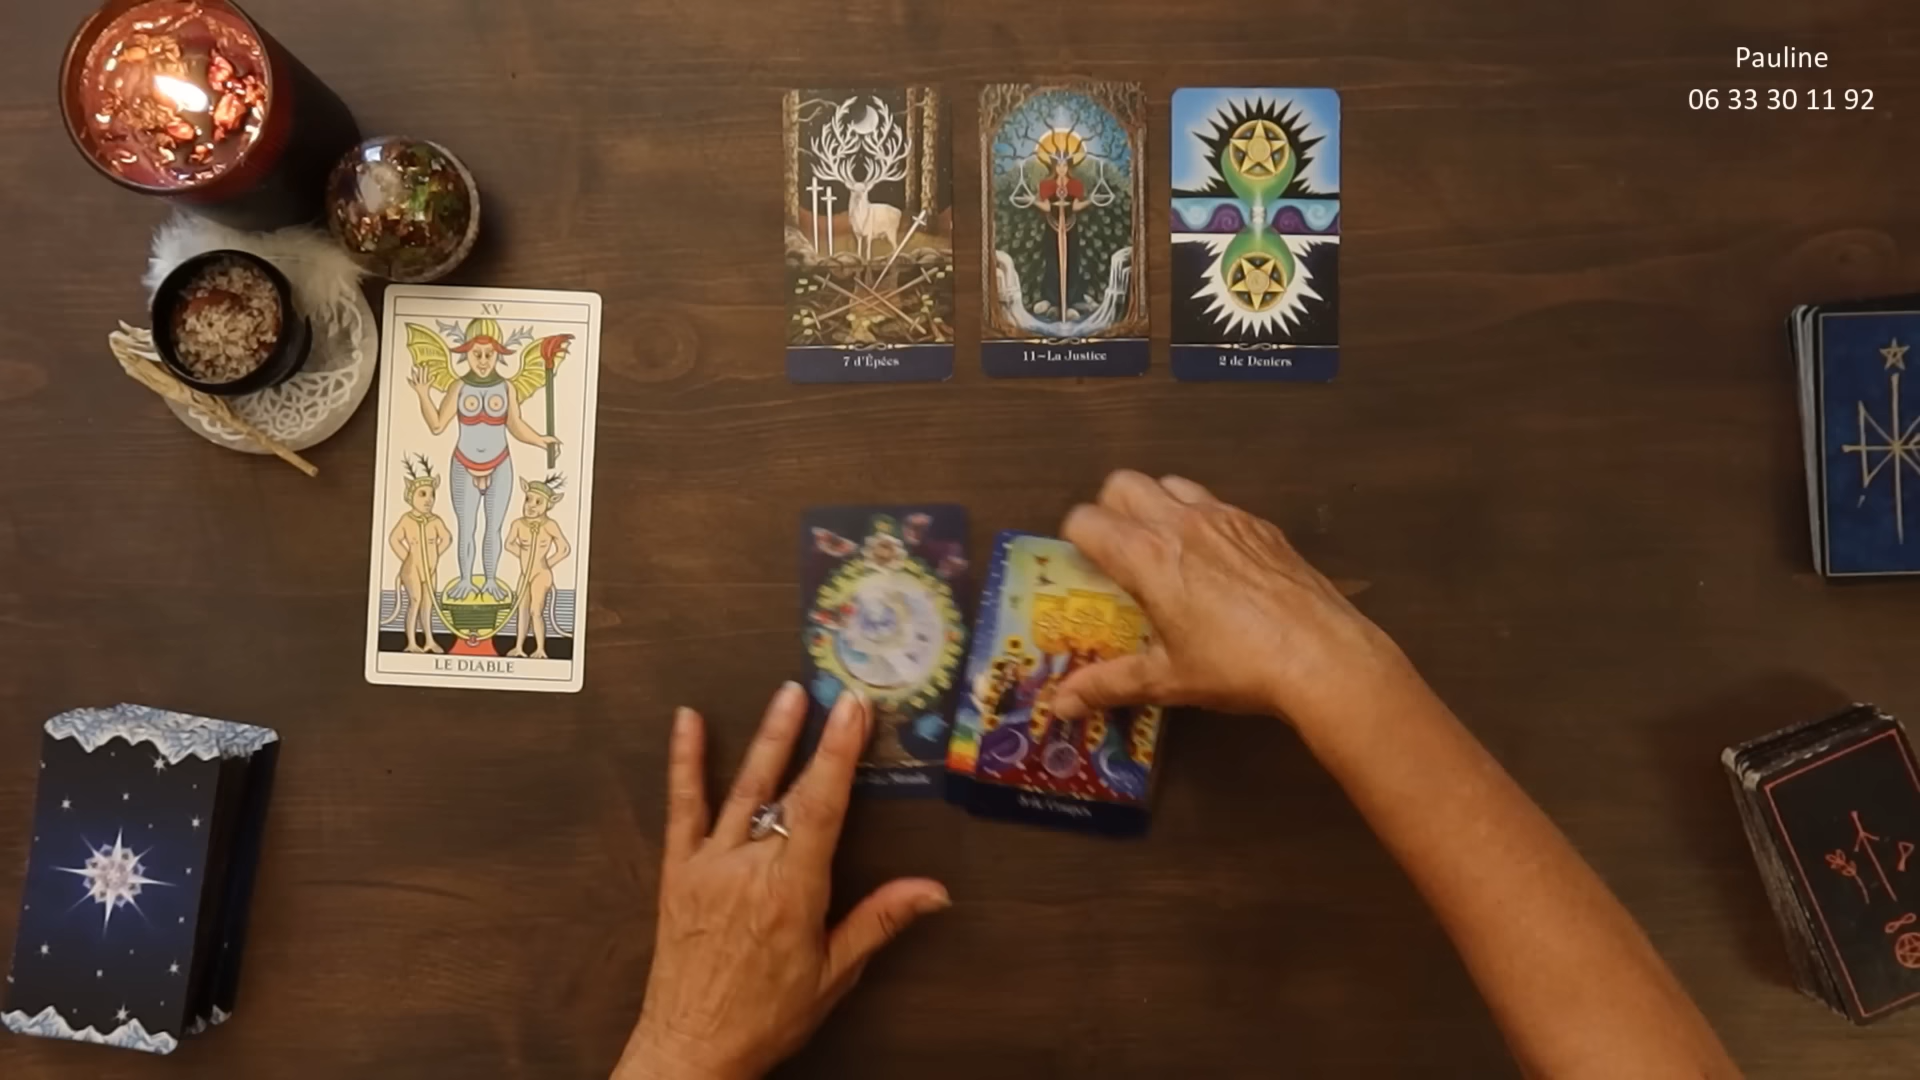 Pauline
06 33 30 11 92
XV
LE DIABLE
7 d'Épées
11~La Justice
2 de Deniers